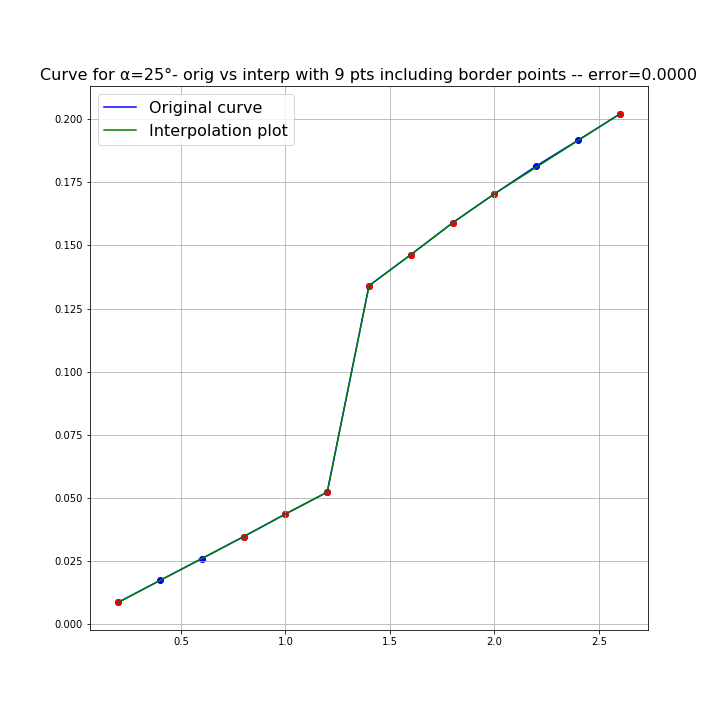 Curve for α=25°- orig vs interp with 9 pts including border points -- error=0.0000
Original curve
Interpolation plot
0.200
0.175
0.150
0.125
0.100
0.075
0.050
0.025
0.000
0.5 1.0 1.5 2.0 2.5